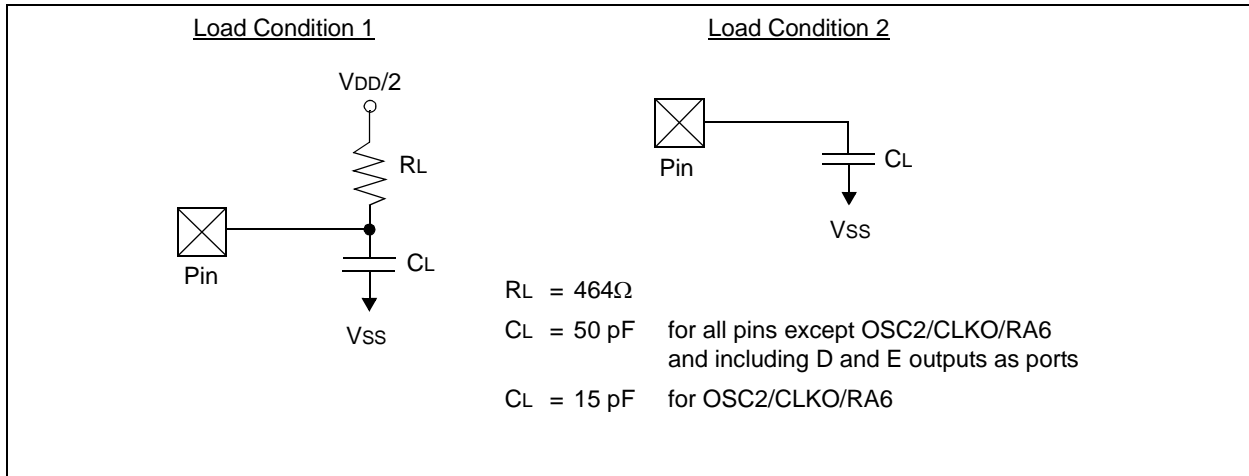 Load Condition 1
Load Condition 2
VDD/2
RL
Pin
CL
VSS
Pin
CL
VSS
RL = 464Ω
CL = 50 pF for all pins except OSC2/CLKO/RA6
and including D and E outputs as ports
CL = 15 pF for OSC2/CLKO/RA6